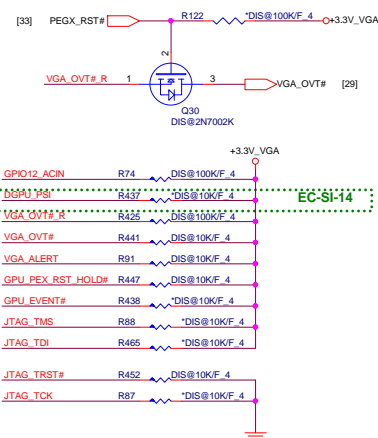 [33] PEGX_RST# R122 *DIS@100K/F_4 +3.3V_VGA
2
VGA_OVT#_R 1 3 VGA_OVT# [29]
Q30
DIS@2N7002K
+3.3V_VGA
GPIO12_ACIN R74 DIS@100K/F_4
DGPU_PSI R437 *DIS@10K/F_4 EC-SI-14
VGA_OVT#_R R425 DIS@100K/F_4
VGA_OVT# R441 DIS@10K/F_4
VGA_ALERT R91 DIS@10K/F_4
GPU_PEX_RST_HOLD# R447 DIS@10K/F_4
GPU_EVENT# R438 *DIS@10K/F_4
JTAG_TMS R88 *DIS@10K/F_4
JTAG_TDI R465 *DIS@10K/F_4
JTAG_TRST# R452 DIS@10K/F_4
JTAG_TCK R87 *DIS@10K/F_4